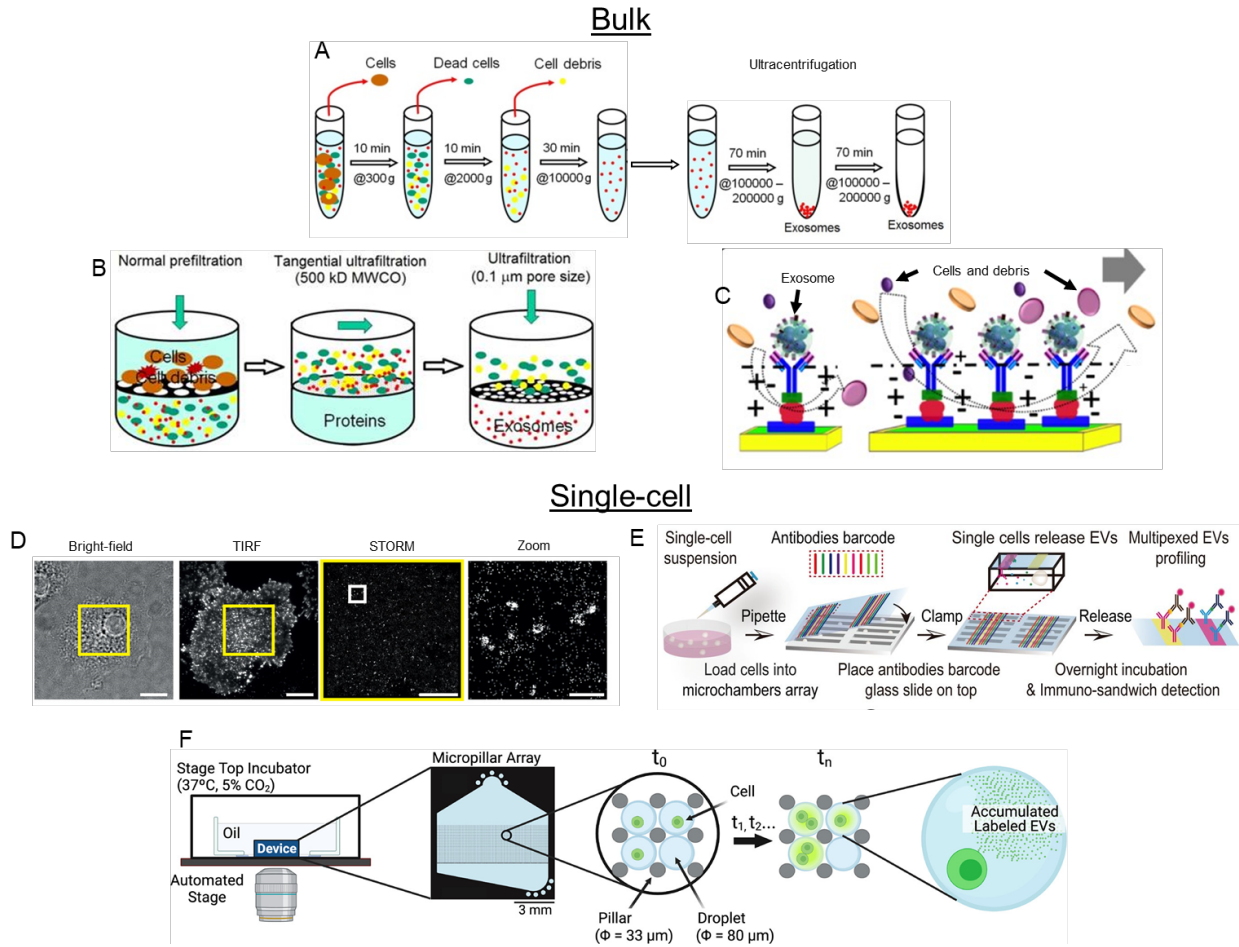 Bulk
A
Cells
Dead cells
Cell debris
Ultracentrifugation
10 min
@300 g
10 min
@2000 g
30 min
@10000 g
70 min
@100000 –
200000 g
70 min
@100000 –
200000 g
Exosomes
Exosomes
B
Normal prefiltration
Tangential ultrafiltration
(500 kD MWCO)
Ultrafiltration
(0.1 μm pore size)
Cells
Cell debris
Proteins
Exosomes
C
Exosome
Cells and debris
Single-cell
D
Bright-field
TIRF
STORM
Zoom
E
Single-cell
suspension
Antibodies barcode
Single cells release EVs
Multipexed EVs
profiling
Pipette
Clamp
Release
Load cells into
microchambers array
Place antibodies barcode
glass slide on top
Overnight incubation
& Immuno-sandwich detection
F
Stage Top Incubator
(37ºC, 5% CO₂)
Oil
Device
Automated
Stage
Micropillar Array
3 mm
t₀
Cell
t₁, t₂...
tₙ
Pillar
(Φ = 33 μm)
Droplet
(Φ = 80 μm)
Accumulated
Labeled EVs